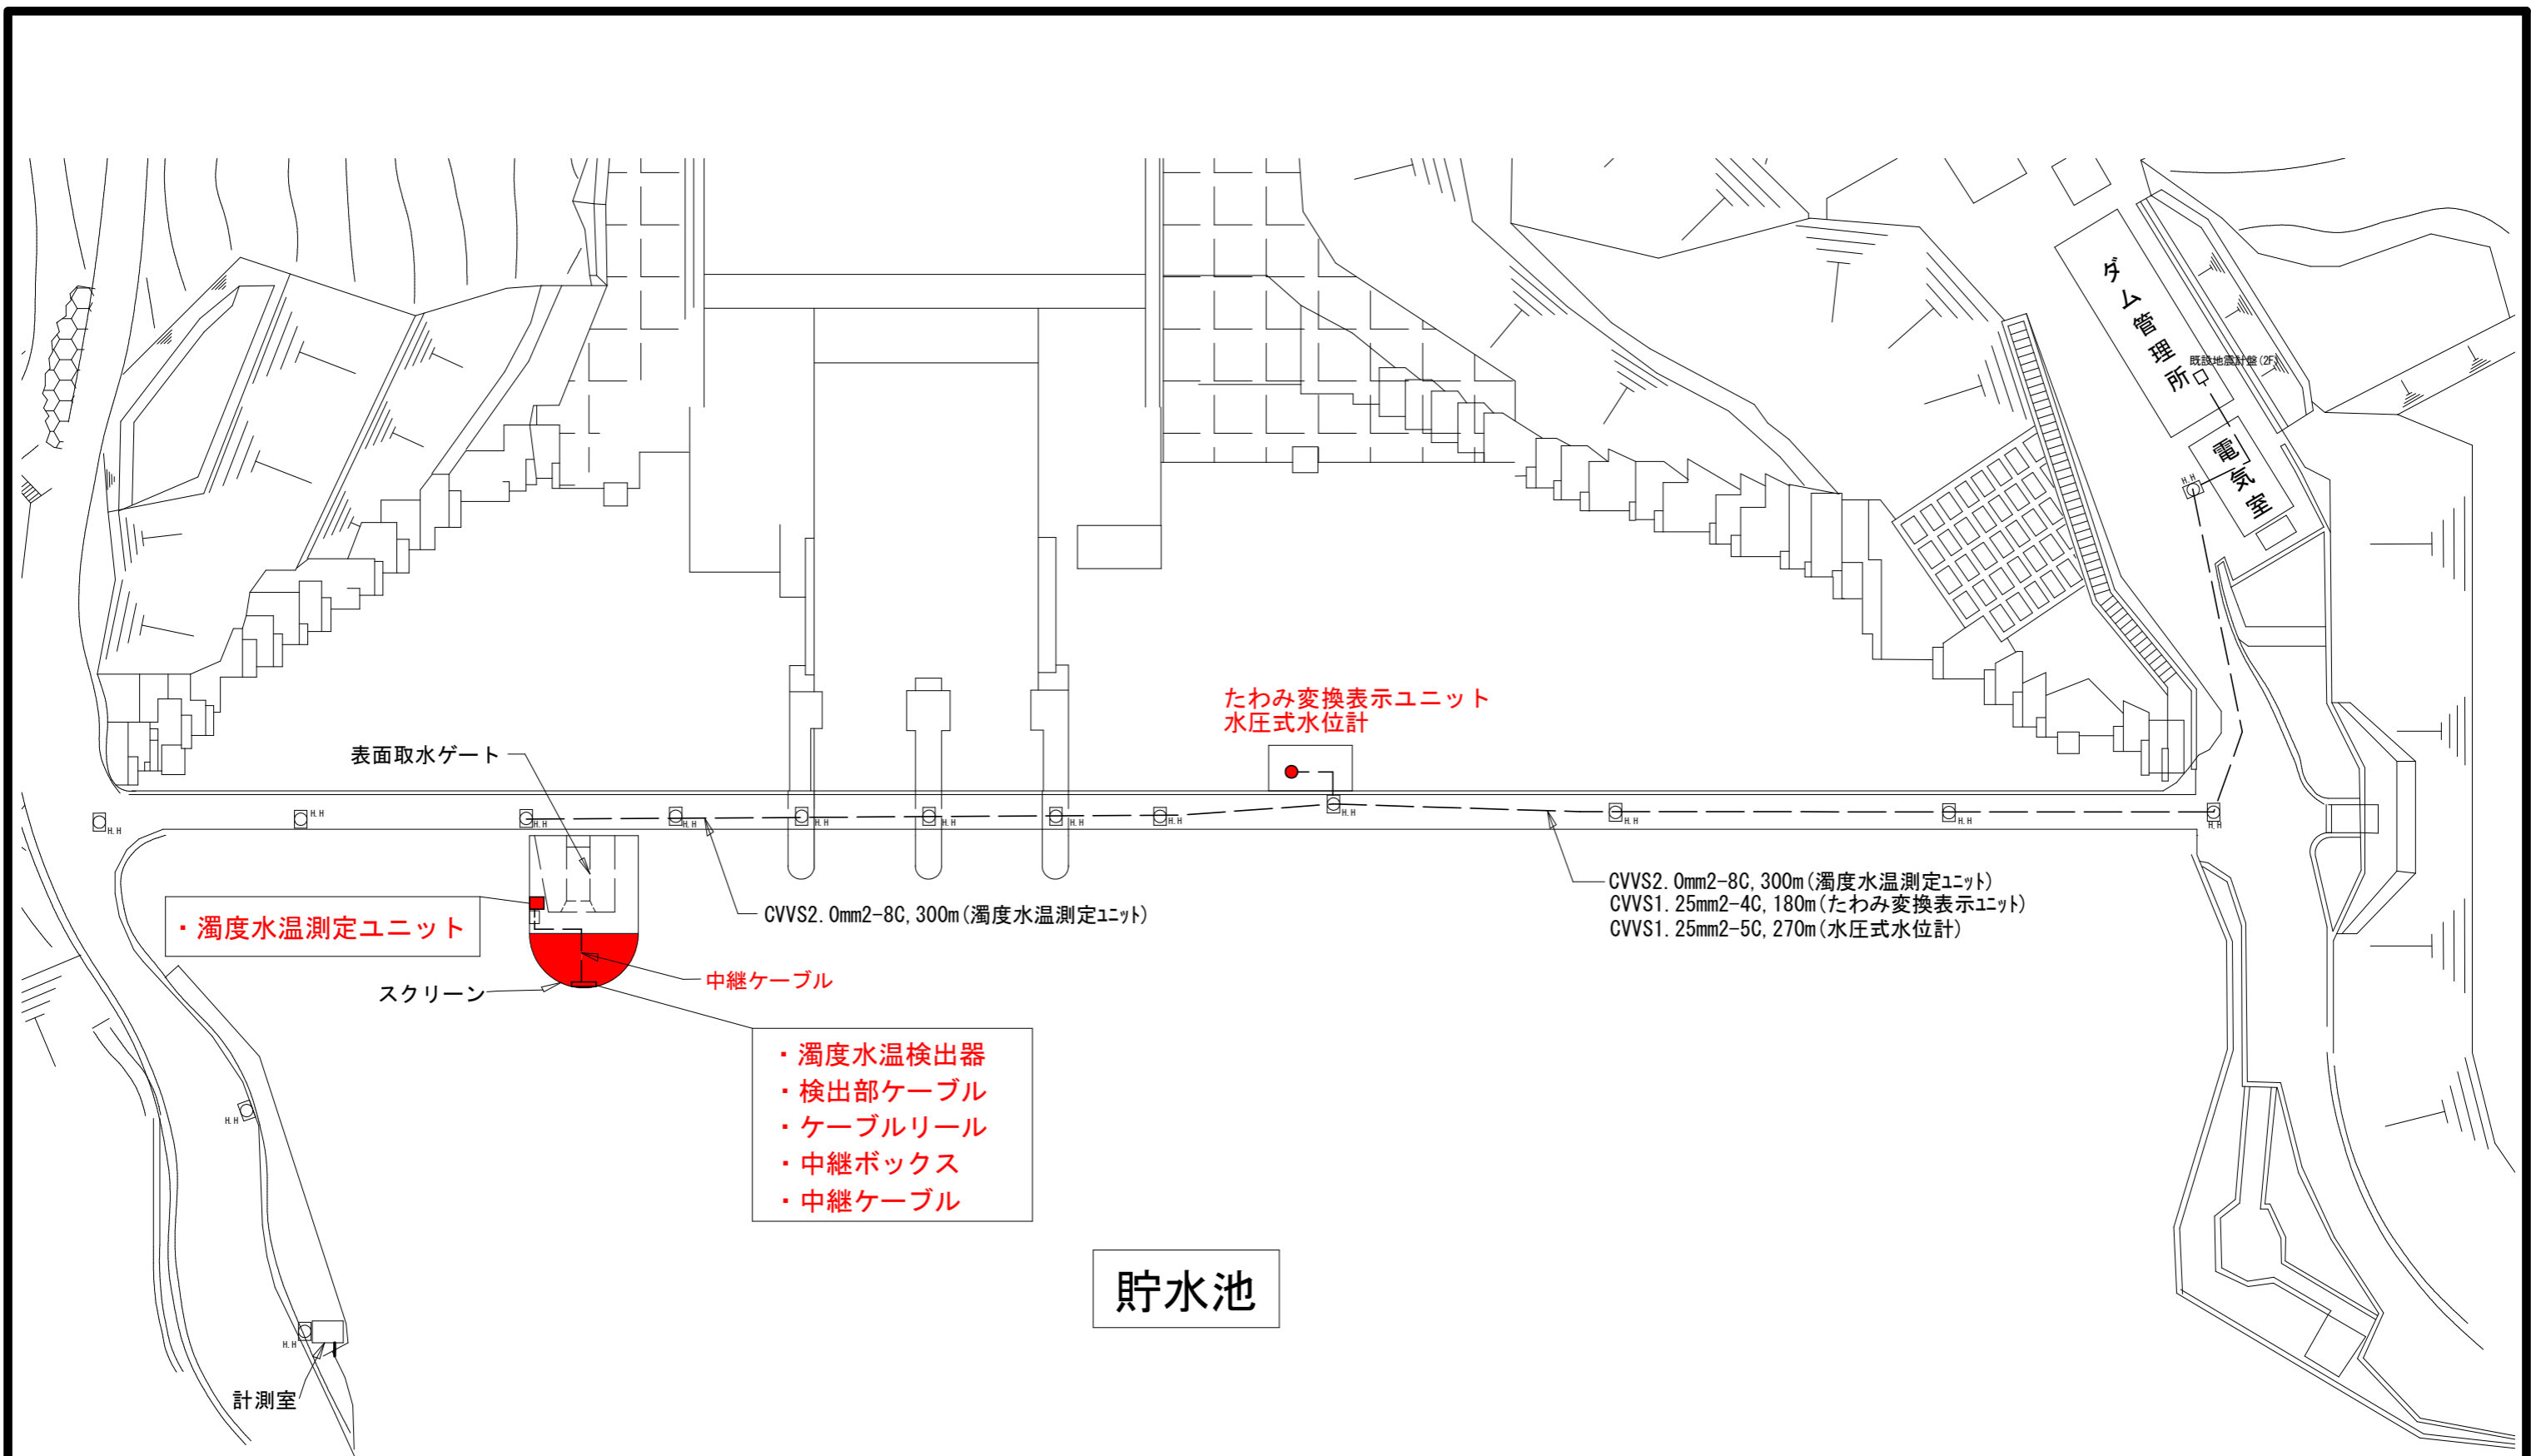 ダム管理所
既設地震計盤(2F)
電気室
H.H
たわみ変換表示ユニット
水圧式水位計
表面取水ゲート
H.H
H.H
H.H
H.H
H.H
H.H
H.H
H.H
H.H
H.H
H.H
H.H
CVVS2.0mm2-8C,300m(濁度水温測定ﾕﾆｯﾄ)
CVVS1.25mm2-4C,180m(たわみ変換表示ﾕﾆｯﾄ)
CVVS1.25mm2-5C,270m(水圧式水位計)
CVVS2.0mm2-8C,300m(濁度水温測定ﾕﾆｯﾄ)
・濁度水温測定ユニット
中継ケーブル
スクリーン
・濁度水温検出器
・検出部ケーブル
・ケーブルリール
・中継ボックス
・中継ケーブル
H.H
貯水池
H.H
計測室